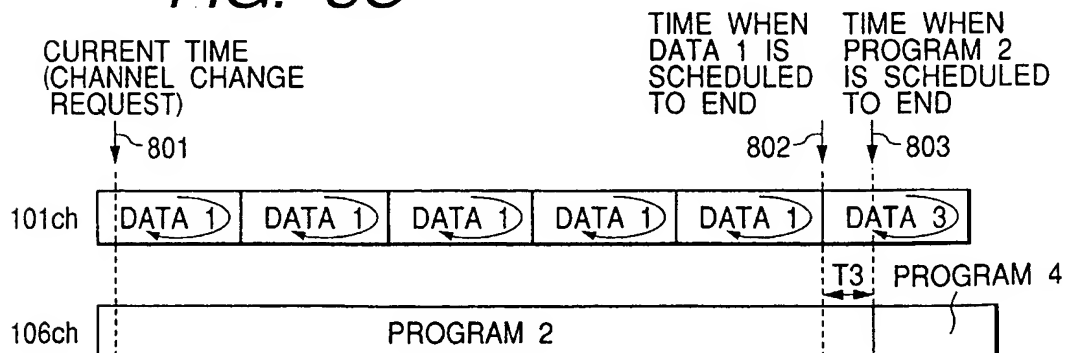 CURRENT TIME
(CHANNEL CHANGE
REQUEST)
801
TIME WHEN
DATA 1 IS
SCHEDULED
TO END
802
TIME WHEN
PROGRAM 2
IS SCHEDULED
TO END
803
101ch
DATA 1
DATA 1
DATA 1
DATA 1
DATA 1
DATA 3
T3
PROGRAM 4
106ch
PROGRAM 2